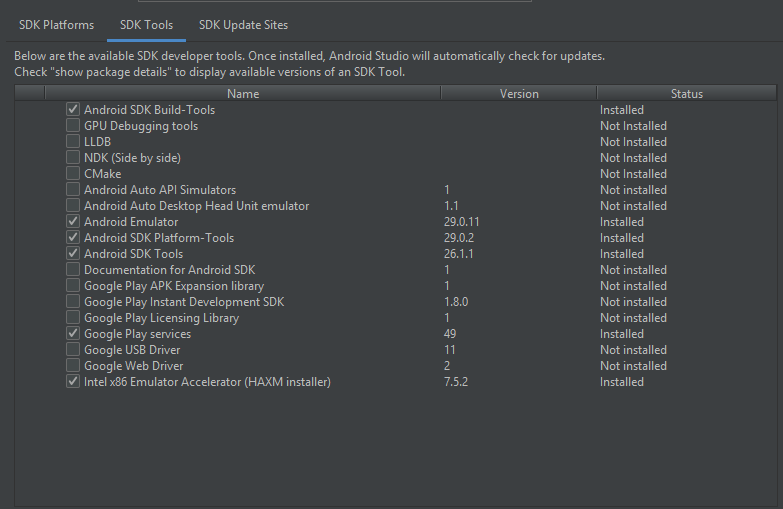 SDK Platforms SDK Tools SDK Update Sites
Below are the available SDK developer tools. Once installed, Android Studio will automatically check for updates.
Check "show package details" to display available versions of an SDK Tool.
Name Version Status
Android SDK Build-Tools Installed
GPU Debugging tools Not Installed
LLDB Not Installed
NDK (Side by side) Not Installed
CMake Not Installed
Android Auto API Simulators 1 Not installed
Android Auto Desktop Head Unit emulator 1.1 Not installed
Android Emulator 29.0.11 Installed
Android SDK Platform-Tools 29.0.2 Installed
Android SDK Tools 26.1.1 Installed
Documentation for Android SDK 1 Not installed
Google Play APK Expansion library 1 Not installed
Google Play Instant Development SDK 1.8.0 Not installed
Google Play Licensing Library 1 Not installed
Google Play services 49 Installed
Google USB Driver 11 Not installed
Google Web Driver 2 Not installed
Intel x86 Emulator Accelerator (HAXM installer) 7.5.2 Installed